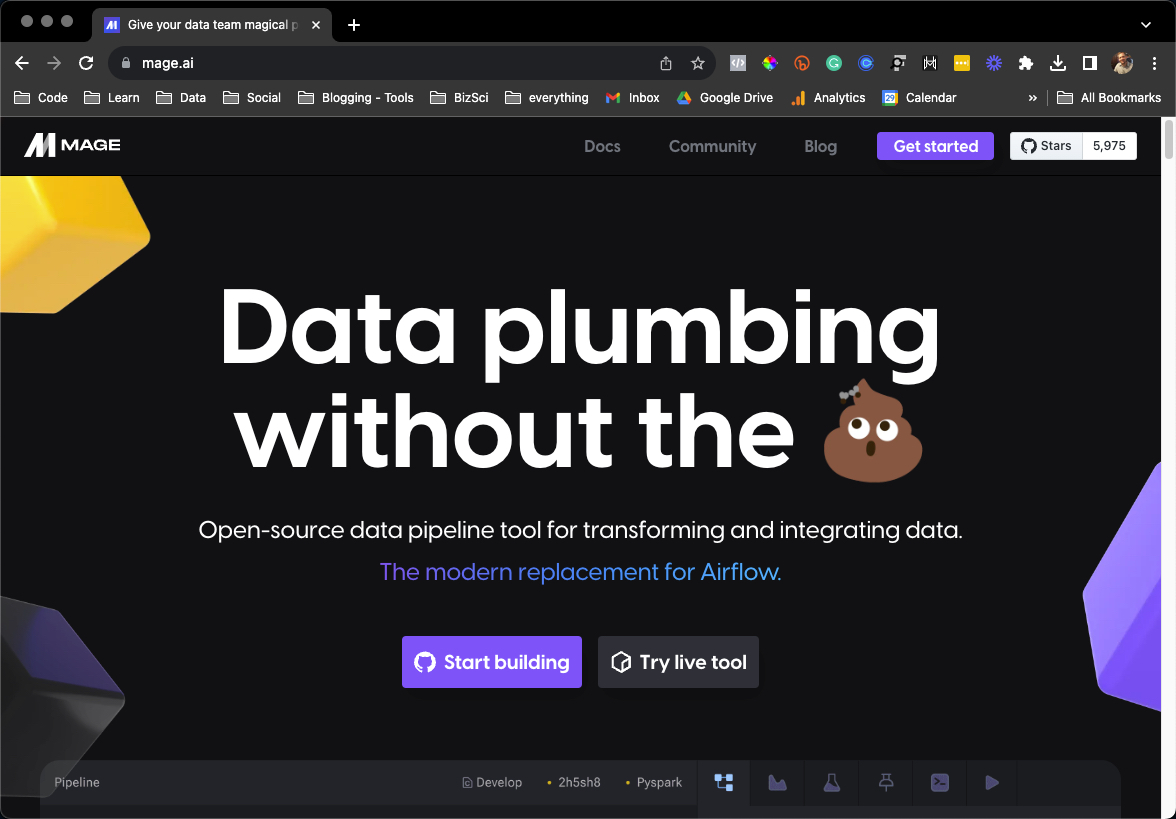 Give your data team magical p
mage.ai
Code Learn Data Social Blogging - Tools BizSci everything Inbox Google Drive Analytics 29 Calendar » All Bookmarks
MAGE Docs Community Blog Get started Stars 5,975
Data plumbing
without the
Open-source data pipeline tool for transforming and integrating data.
The modern replacement for Airflow.
Start building Try live tool
Pipeline Develop • 2h5sh8 • Pyspark